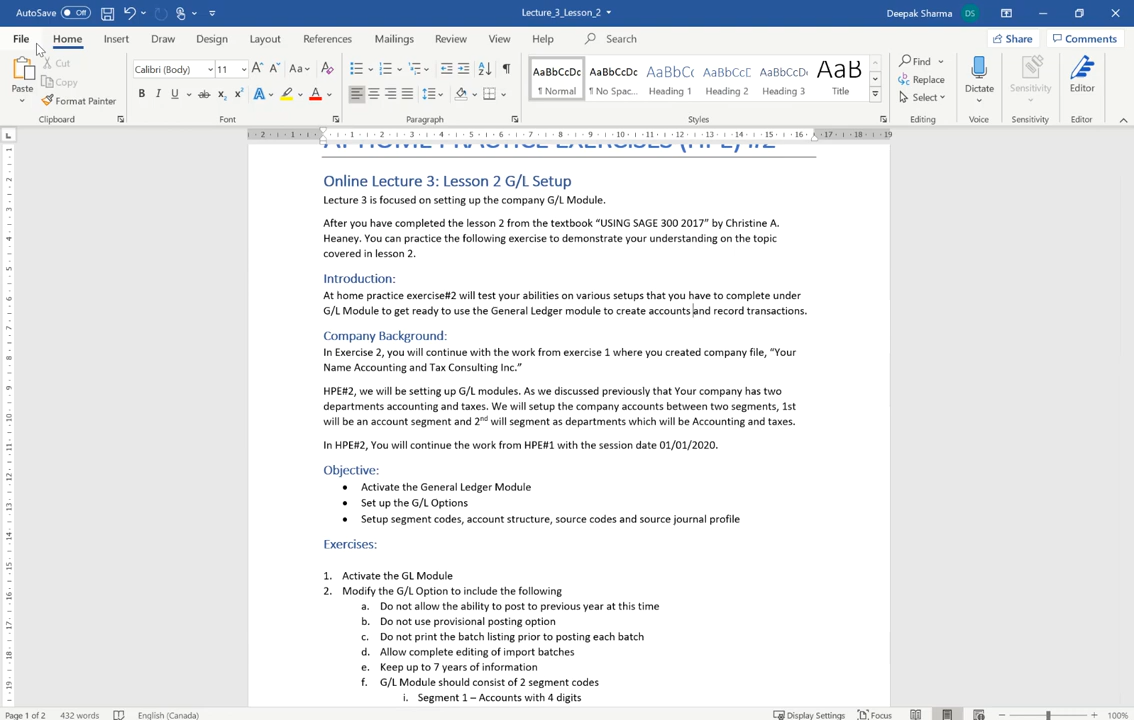 AutoSave Off Lecture_3_Lesson_2 Deepak Sharma DS
File Home Insert Draw Design Layout References Mailings Review View Help Search Share Comments
Paste Cut Copy Format Painter
Calibri (Body) 11 A A Aa A
B I U ab x2 x2 A A
AaBbCcDc AaBbCcDc AaBbCc AaBbCcD AaBbCcD AaB
¶ Normal ¶ No Spac... Heading 1 Heading 2 Heading 3 Title
Find Replace Select
Dictate Sensitivity Editor
Clipboard Font Paragraph Styles Editing Voice Sensitivity Editor
AT HOME PRACTICE EXERCISES (HPE) #2
Online Lecture 3: Lesson 2 G/L Setup
Lecture 3 is focused on setting up the company G/L Module.
After you have completed the lesson 2 from the textbook “USING SAGE 300 2017” by Christine A.
Heaney. You can practice the following exercise to demonstrate your understanding on the topic
covered in lesson 2.
Introduction:
At home practice exercise#2 will test your abilities on various setups that you have to complete under
G/L Module to get ready to use the General Ledger module to create accounts and record transactions.
Company Background:
In Exercise 2, you will continue with the work from exercise 1 where you created company file, “Your
Name Accounting and Tax Consulting Inc.”
HPE#2, we will be setting up G/L modules. As we discussed previously that Your company has two
departments accounting and taxes. We will setup the company accounts between two segments, 1st
will be an account segment and 2nd will segment as departments which will be Accounting and taxes.
In HPE#2, You will continue the work from HPE#1 with the session date 01/01/2020.
Objective:
• Activate the General Ledger Module
• Set up the G/L Options
• Setup segment codes, account structure, source codes and source journal profile
Exercises:
1. Activate the GL Module
2. Modify the G/L Option to include the following
a. Do not allow the ability to post to previous year at this time
b. Do not use provisional posting option
c. Do not print the batch listing prior to posting each batch
d. Allow complete editing of import batches
e. Keep up to 7 years of information
f. G/L Module should consist of 2 segment codes
i. Segment 1 – Accounts with 4 digits
Page 1 of 2 432 words English (Canada) Display Settings Focus 100%